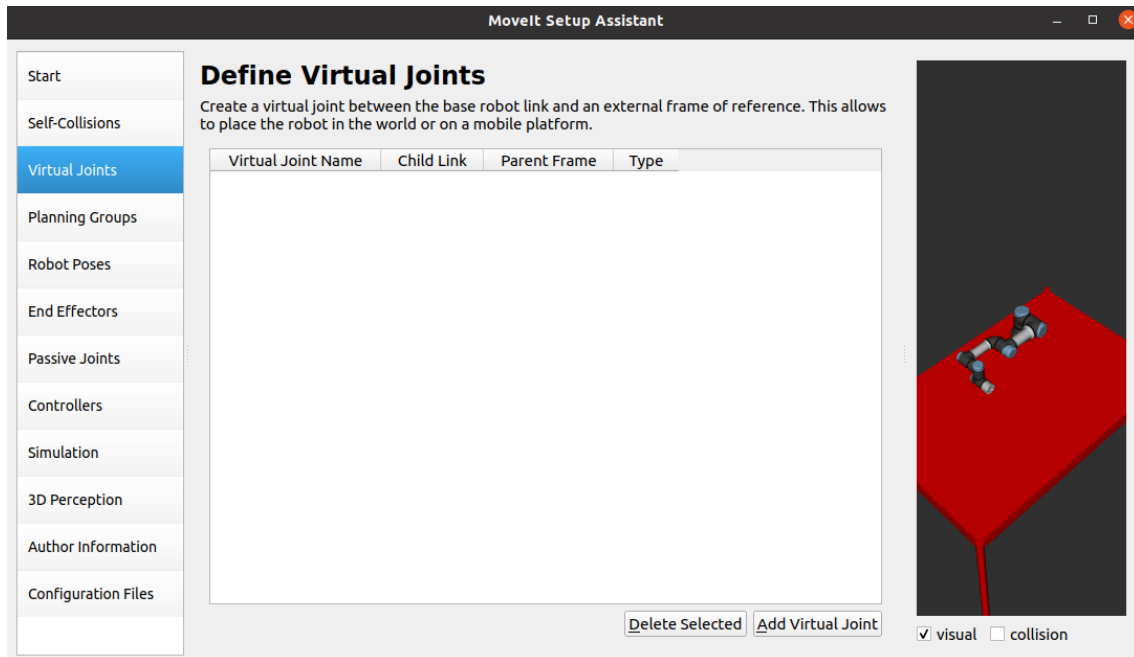 MoveIt Setup Assistant
Start
Self-Collisions
Virtual Joints
Planning Groups
Robot Poses
End Effectors
Passive Joints
Controllers
Simulation
3D Perception
Author Information
Configuration Files
Define Virtual Joints
Create a virtual joint between the base robot link and an external frame of reference. This allows
to place the robot in the world or on a mobile platform.
Virtual Joint Name Child Link Parent Frame Type
Delete Selected Add Virtual Joint
visual collision